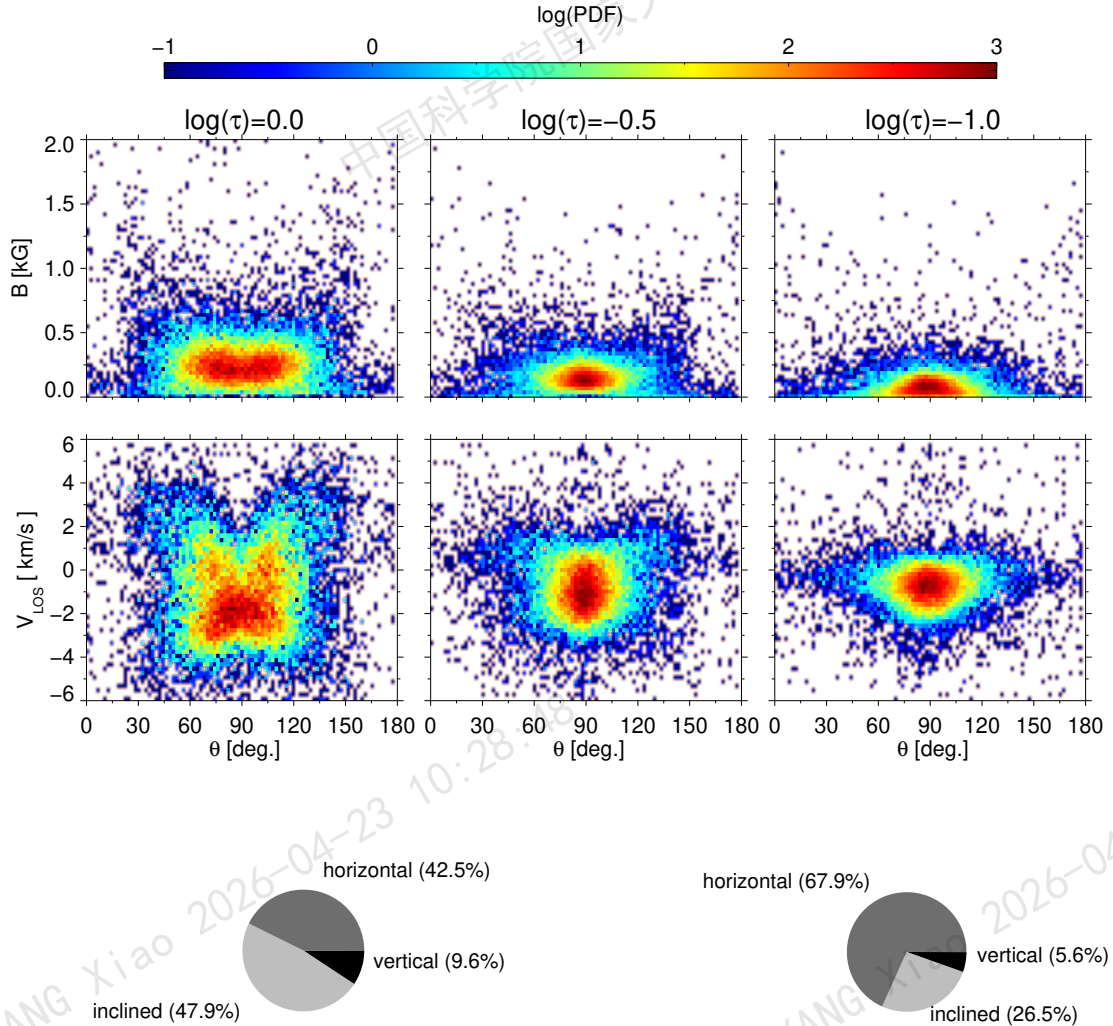 log(PDF)
−1 0 1 2 3
log(τ)=0.0 log(τ)=−0.5 log(τ)=−1.0
2.0
1.5
B [kG]
1.0
0.5
0.0
6
4
2
V_LOS [ km/s ]
0
−2
−4
−6
0 30 60 90 120 150 180 0 30 60 90 120 150 180 0 30 60 90 120 150 180
θ [deg.] θ [deg.] θ [deg.]
horizontal (42.5%)
vertical (9.6%)
inclined (47.9%)
horizontal (67.9%)
vertical (5.6%)
inclined (26.5%)
中国科学院国家
ANG Xiao 2026-04-23 10:28:48
ANG Xiao 2026-04